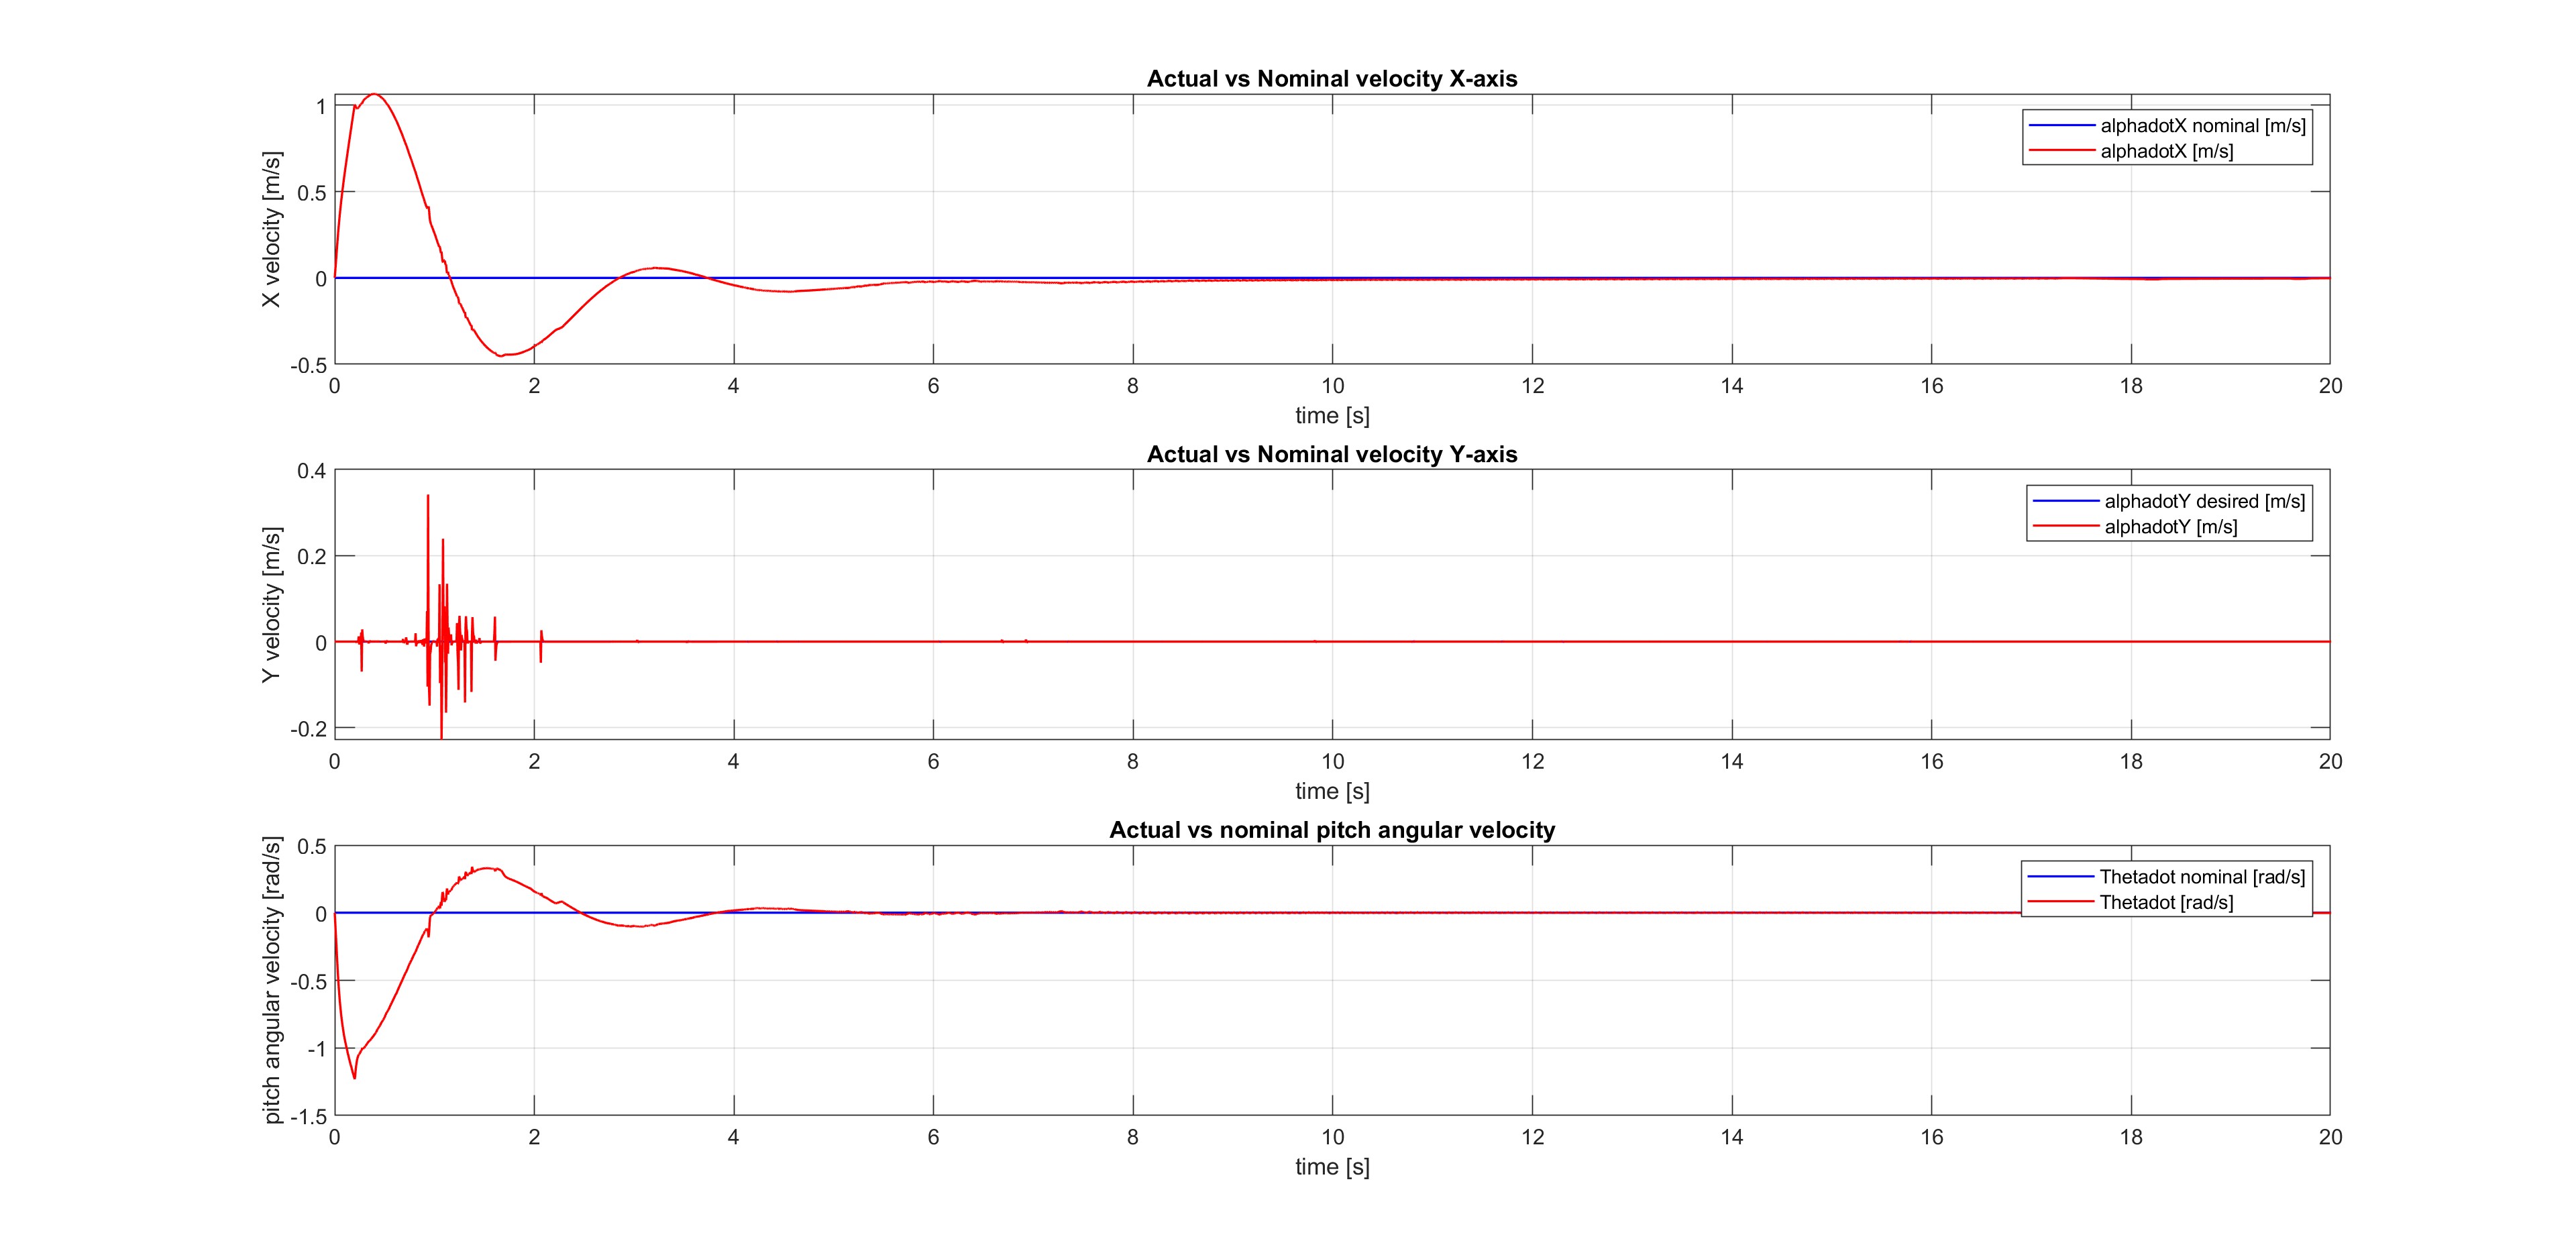 Actual vs Nominal velocity X-axis
X velocity [m/s]
1
0.5
0
-0.5
alphadotX nominal [m/s]
alphadotX [m/s]
0 2 4 6 8 10 12 14 16 18 20
time [s]
Actual vs Nominal velocity Y-axis
Y velocity [m/s]
0.4
0.2
0
-0.2
alphadotY desired [m/s]
alphadotY [m/s]
0 2 4 6 8 10 12 14 16 18 20
time [s]
Actual vs nominal pitch angular velocity
pitch angular velocity [rad/s]
0.5
0
-0.5
-1
-1.5
Thetadot nominal [rad/s]
Thetadot [rad/s]
0 2 4 6 8 10 12 14 16 18 20
time [s]